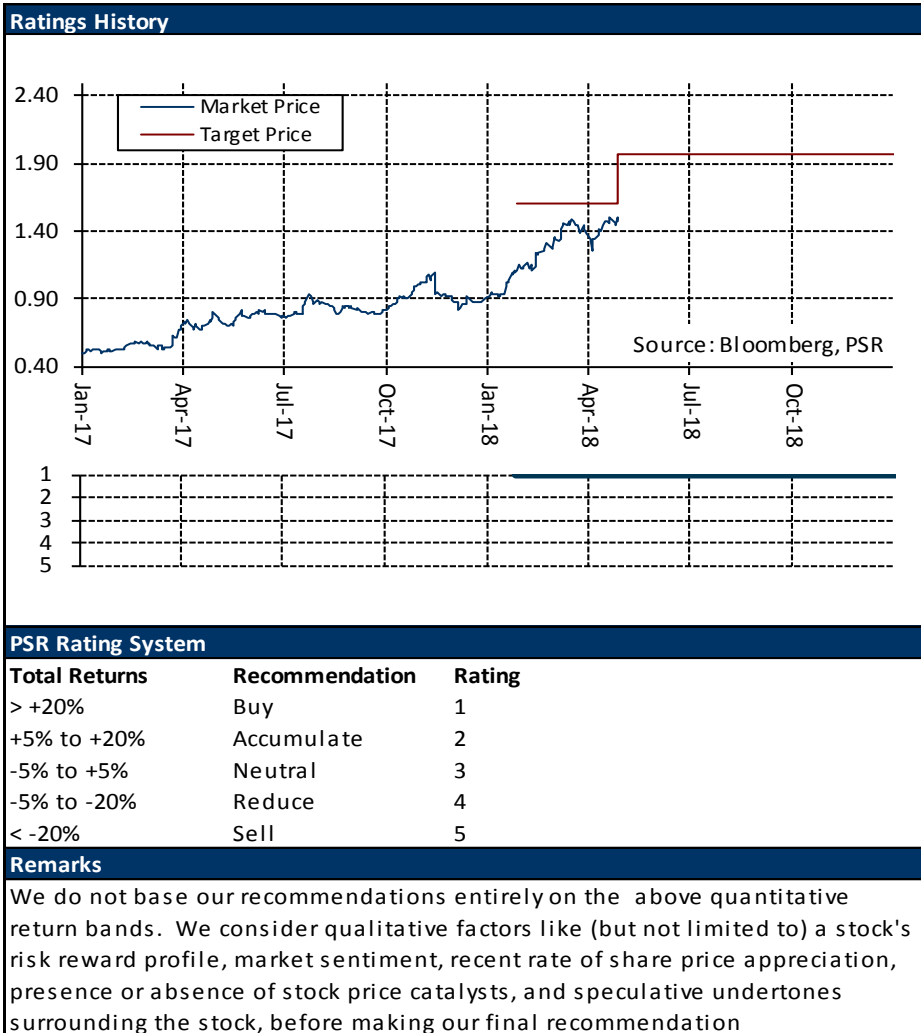 Ratings History
2.40
Market Price
Target Price
1.90
1.40
0.90
Source: Bloomberg, PSR
0.40
Jan-17
Apr-17
Jul-17
Oct-17
Jan-18
Apr-18
Jul-18
Oct-18
1
2
3
4
5
PSR Rating System
Total Returns Recommendation Rating
> +20% Buy 1
+5% to +20% Accumulate 2
-5% to +5% Neutral 3
-5% to -20% Reduce 4
< -20% Sell 5
Remarks
We do not base our recommendations entirely on the above quantitative
return bands. We consider qualitative factors like (but not limited to) a stock's
risk reward profile, market sentiment, recent rate of share price appreciation,
presence or absence of stock price catalysts, and speculative undertones
surrounding the stock, before making our final recommendation